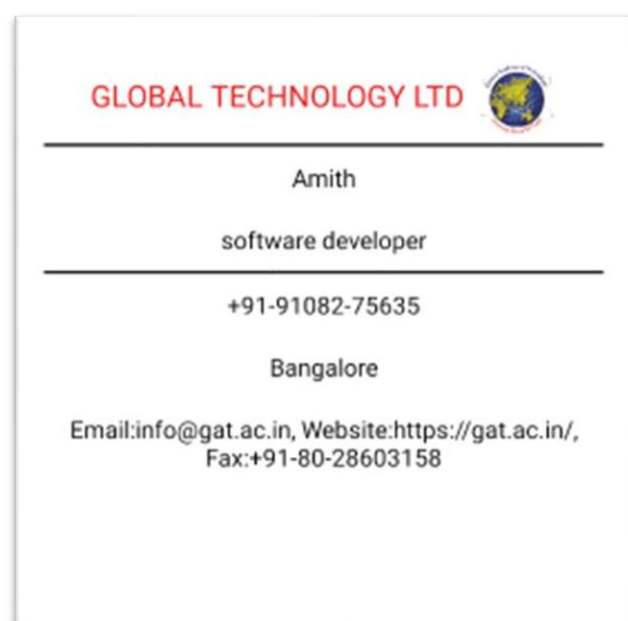 GLOBAL TECHNOLOGY LTD
Amith
software developer
+91-91082-75635
Bangalore
Email:info@gat.ac.in, Website:https://gat.ac.in/,
Fax:+91-80-28603158